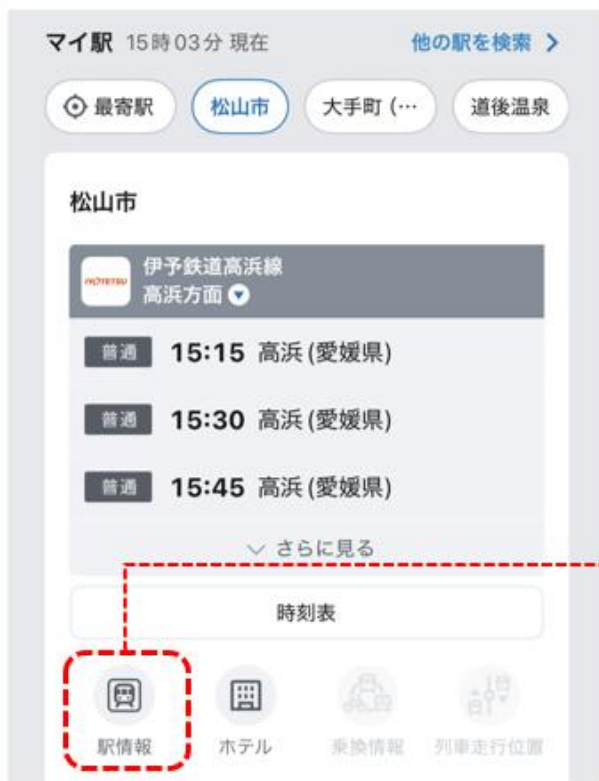 マイ駅 15時03分 現在 他の駅を検索
最寄駅 松山市 大手町 (… 道後温泉
松山市
伊予鉄道高浜線
IYOTETSU
高浜方面
普通 15:15 高浜 (愛媛県)
普通 15:30 高浜 (愛媛県)
普通 15:45 高浜 (愛媛県)
さらに見る
時刻表
駅情報 ホテル 乗換情報 列車走行位置